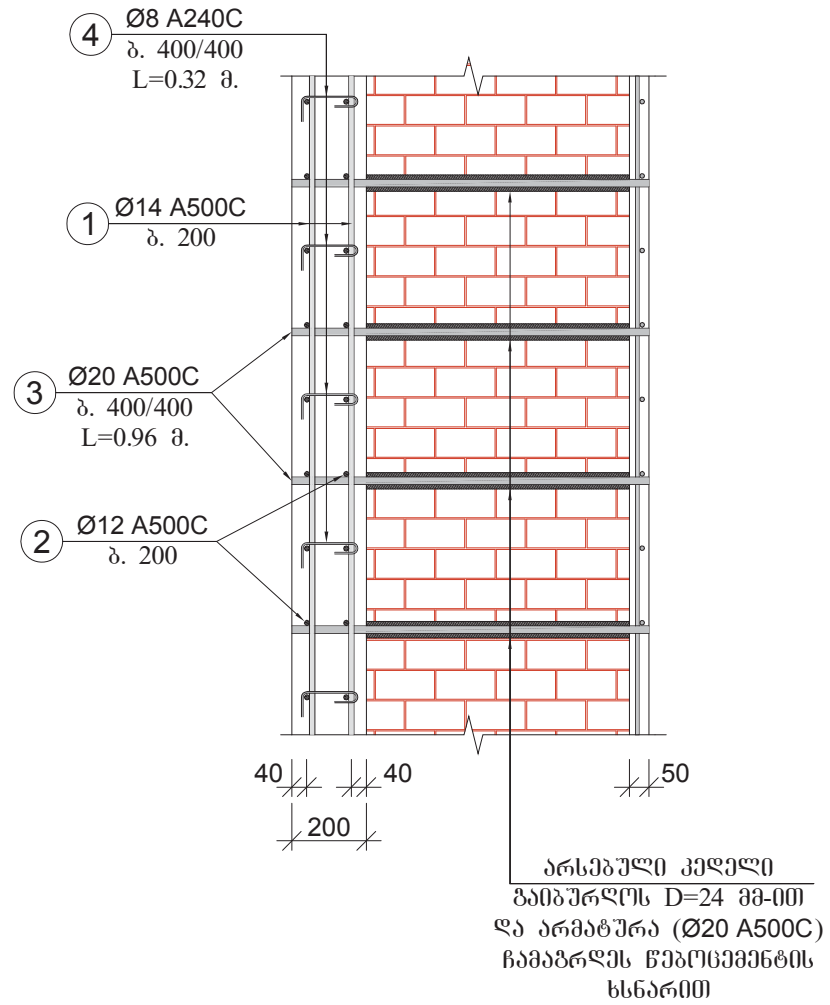 4
Ø8 A240C
ბ. 400/400
L=0.32 მ.
1
Ø14 A500C
ბ. 200
3
Ø20 A500C
ბ. 400/400
L=0.96 მ.
2
Ø12 A500C
ბ. 200
40 40 50
200
არსებული კედელი
გაიბურღოს D=24 მმ-ით
და არმატურა (Ø20 A500C)
ჩამაგრდეს წებოცემენტის
ხსნარით